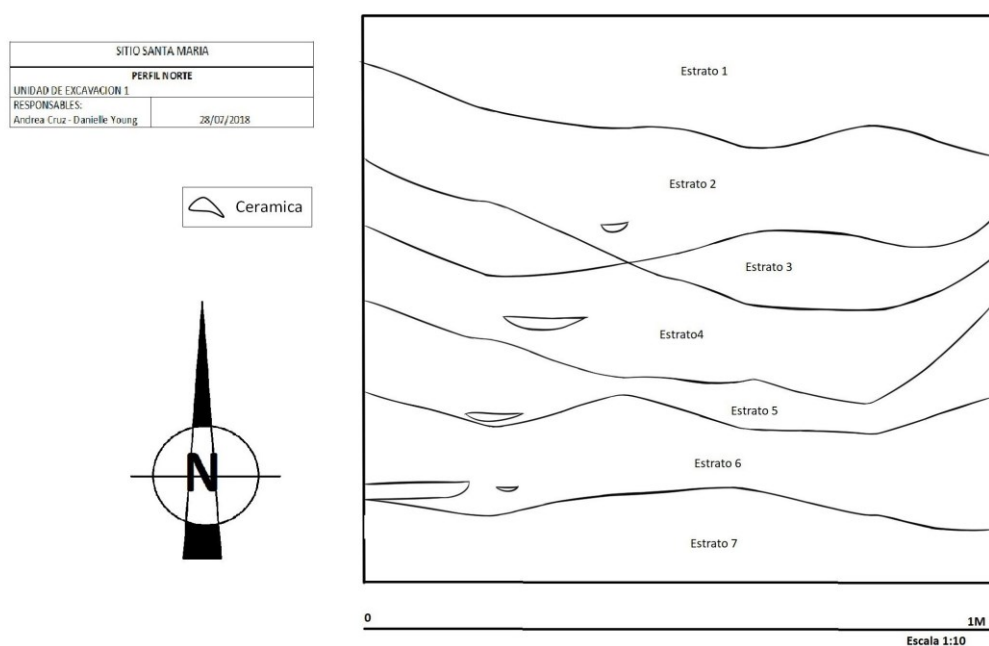 SITIO SANTA MARIA
PERFIL NORTE
UNIDAD DE EXCAVACION 1
RESPONSABLES:
Andrea Cruz - Danielle Young 28/07/2018
Ceramica
N
Estrato 1
Estrato 2
Estrato 3
Estrato4
Estrato 5
Estrato 6
Estrato 7
0 1M
Escala 1:10